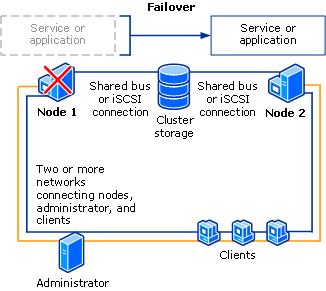 Failover
Service or
application
Service or
application
Node 1
Shared bus
or iSCSI
connection
Cluster
storage
Shared bus
or iSCSI
connection
Node 2
Two or more
networks
connecting nodes,
administrator, and
clients
Clients
Administrator